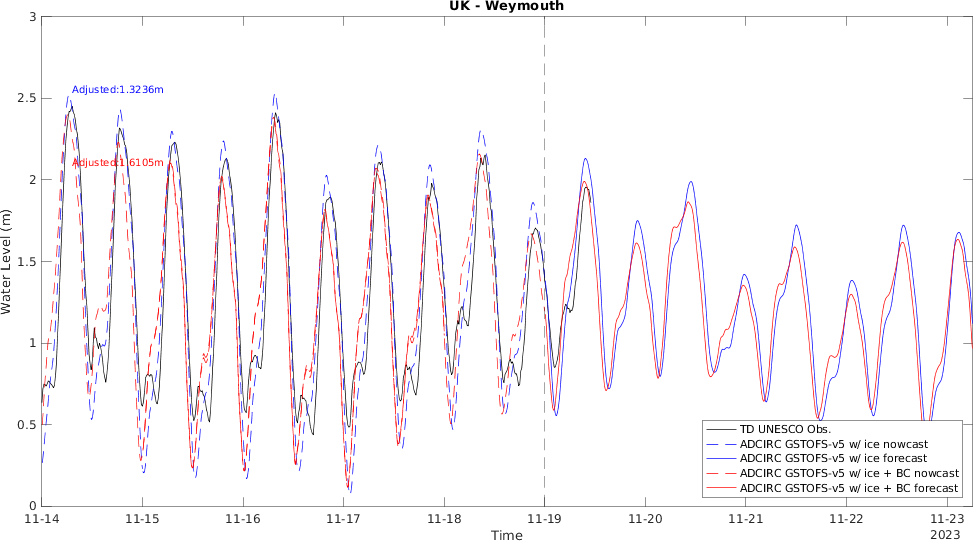 UK - Weymouth
3
2.5
2
1.5
1
0.5
0
Water Level (m)
Adjusted:1.3236m
Adjusted:1.6105m
TD UNESCO Obs.
ADCIRC GSTOFS-v5 w/ ice nowcast
ADCIRC GSTOFS-v5 w/ ice forecast
ADCIRC GSTOFS-v5 w/ ice + BC nowcast
ADCIRC GSTOFS-v5 w/ ice + BC forecast
11-14 11-15 11-16 11-17 11-18 11-19 11-20 11-21 11-22 11-23
Time
2023